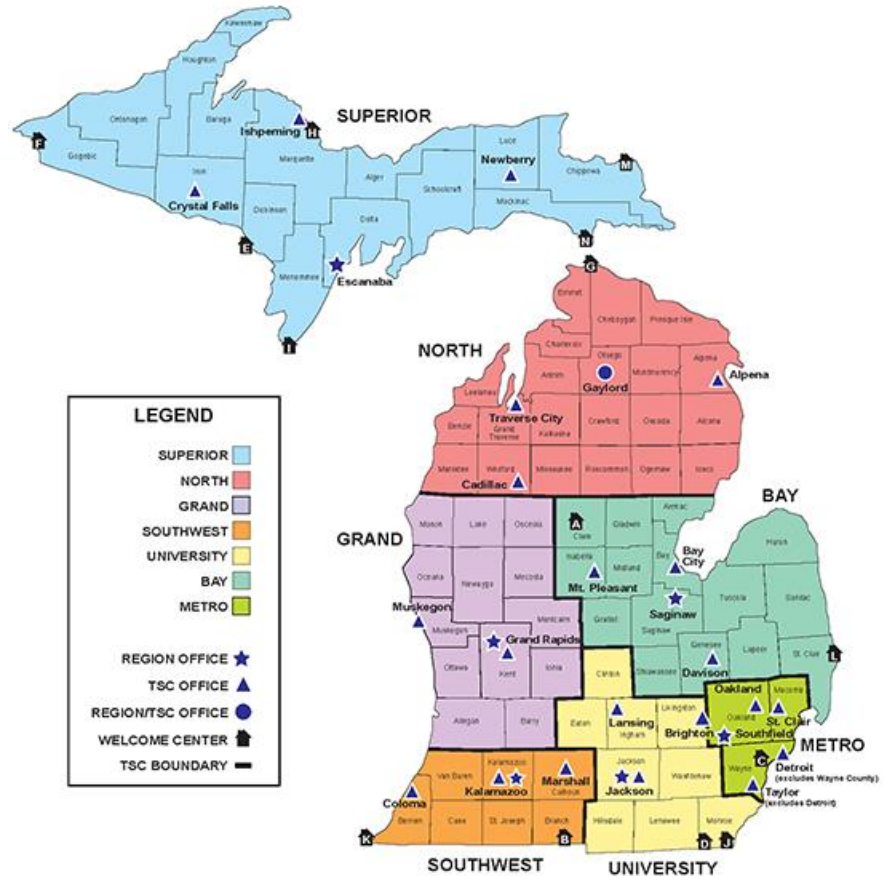 Keweenaw
Houghton
Ontonagon
Baraga
SUPERIOR
Ishpeming
H
F
Gogebic
Iron
Marquette
Luce
Newberry
Chippewa
M
Alger
Schoolcraft
Mackinac
Crystal Falls
Dickinson
Delta
E
N
Menominee
Escanaba
I
G
Emmet
Cheboygan
Presque Isle
Charlevoix
NORTH
Antrim
Otsego
Montmorency
Alpena
Gaylord
Alpena
Leelanau
Traverse City
Benzie
Grand
Traverse
Kalkaska
Crawford
Oscoda
Alcona
Manistee
Wexford
Missaukee
Roscommon
Ogemaw
Iosco
Cadillac
LEGEND
SUPERIOR
NORTH
GRAND
SOUTHWEST
UNIVERSITY
BAY
METRO
REGION OFFICE
TSC OFFICE
REGION/TSC OFFICE
WELCOME CENTER
TSC BOUNDARY
GRAND
Mason
Lake
Osceola
A
Clare
Gladwin
Arenac
BAY
Huron
Oceana
Newaygo
Mecosta
Isabella
Midland
Bay
Bay
City
Mt. Pleasant
Tuscola
Sanilac
Muskegon
Muskegon
Montcalm
Gratiot
Saginaw
Saginaw
Grand Rapids
Ottawa
Kent
Ionia
Clinton
Shiawassee
Genesee
Davison
Lapeer
St. Clair
L
Allegan
Barry
Eaton
Lansing
Ingham
Livingston
Brighton
Oakland
Oakland
Macomb
St. Clair
Southfield
METRO
Van Buren
Kalamazoo
Kalamazoo
Marshall
Calhoun
Jackson
Jackson
Washtenaw
Wayne
C
Detroit
(excludes Wayne County.)
Taylor
(excludes Detroit)
Coloma
Berrien
Cass
St. Joseph
Branch
Hillsdale
Lenawee
Monroe
K
B
D
J
SOUTHWEST
UNIVERSITY